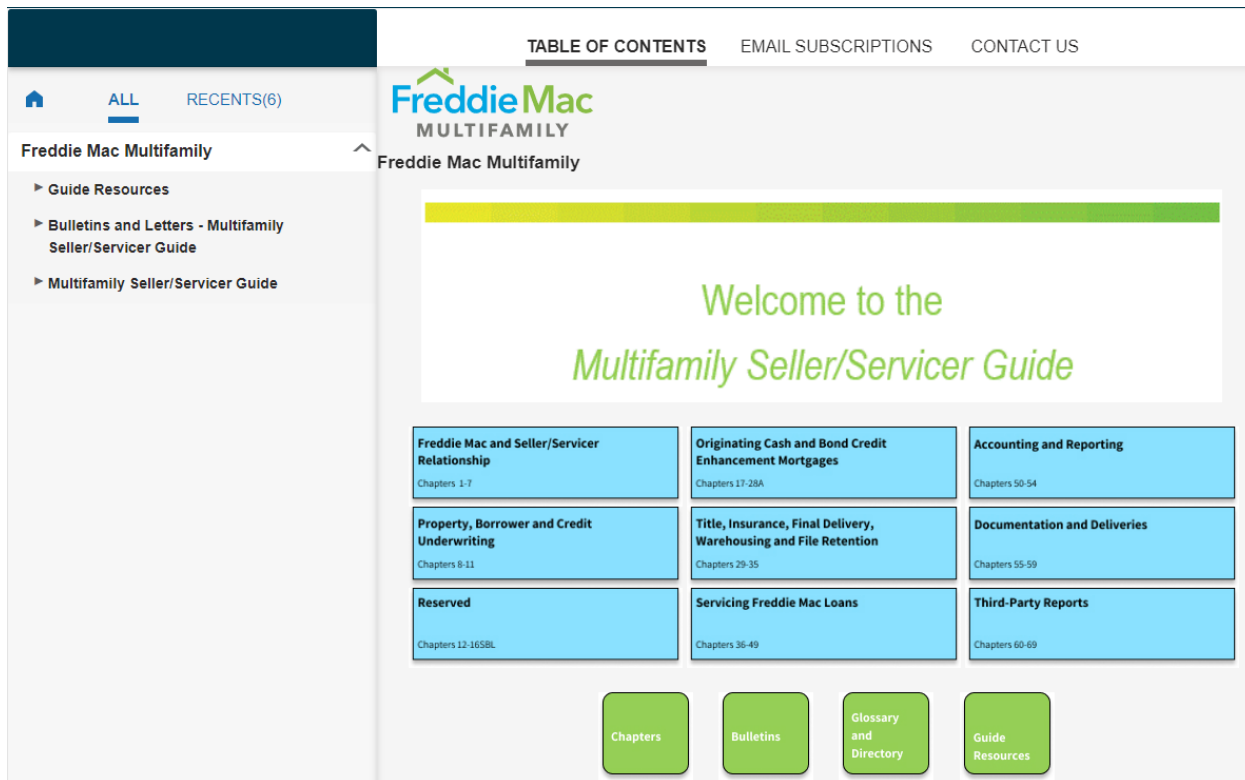 TABLE OF CONTENTS
EMAIL SUBSCRIPTIONS
CONTACT US
ALL
RECENTS(6)
Freddie Mac Multifamily
Guide Resources
Bulletins and Letters - Multifamily
Seller/Servicer Guide
Multifamily Seller/Servicer Guide
Freddie Mac
MULTIFAMILY
Freddie Mac Multifamily
Welcome to the
Multifamily Seller/Servicer Guide
Freddie Mac and Seller/Servicer
Relationship
Chapters 1-7
Originating Cash and Bond Credit
Enhancement Mortgages
Chapters 17-28A
Accounting and Reporting
Chapters 50-54
Property, Borrower and Credit
Underwriting
Chapters 8-11
Title, Insurance, Final Delivery,
Warehousing and File Retention
Chapters 29-35
Documentation and Deliveries
Chapters 55-59
Reserved
Chapters 12-16SBL
Servicing Freddie Mac Loans
Chapters 36-49
Third-Party Reports
Chapters 60-69
Chapters
Bulletins
Glossary
and
Directory
Guide
Resources